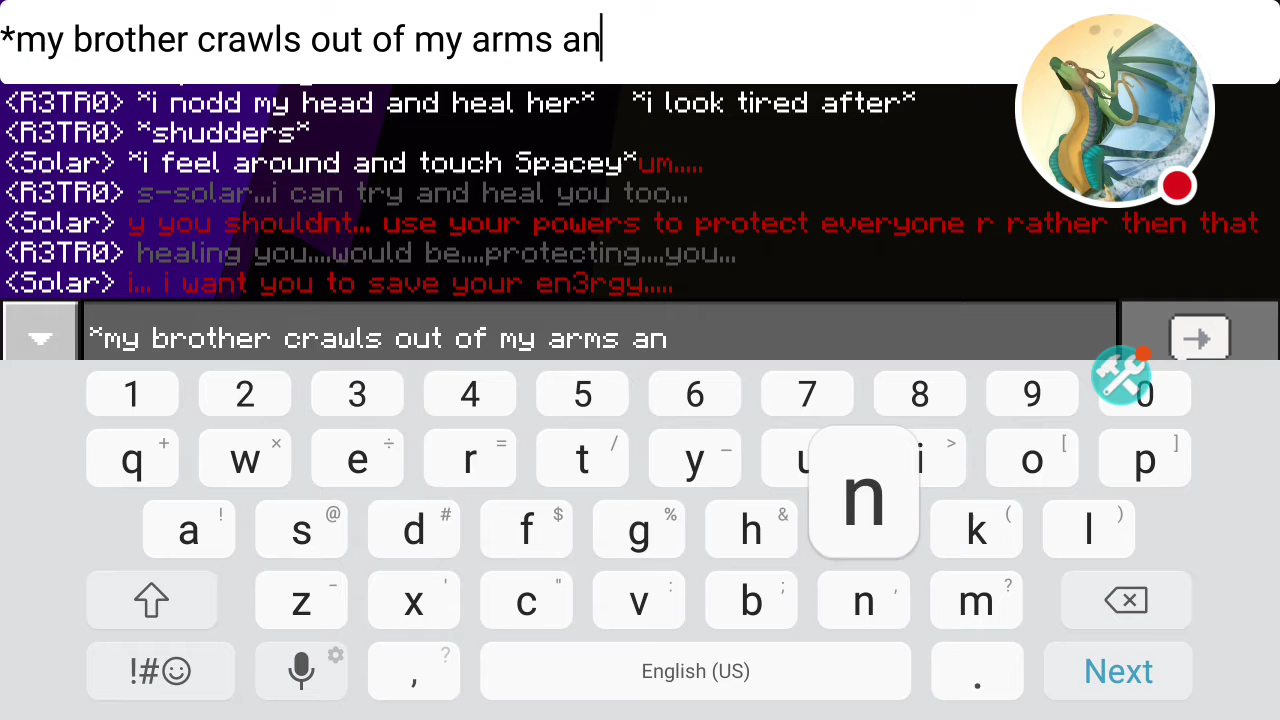 *my brother crawls out of my arms an
<R3TR0> *i nodd my head and heal her* *i look tired after*
<R3TR0> *shudders*
<Solar> *i feel around and touch Spacey*um.....
<R3TR0> s-solar...i can try and heal you too...
<Solar> y you shouldnt... use your powers to protect everyone r rather then that
<R3TR0> healing you....would be....protecting....you...
<Solar> i... i want you to save your en3rgy.....
*my brother crawls out of my arms an
1 2 3 4 5 6 7 8 9 0
q + w × e ÷ r = t / y _ u i > o [ p ]
n
a ! s @ d # f $ g % h & k ( l )
z - x ' c " v : b ; n , m ?
!#☺ , ? English (US) . Next